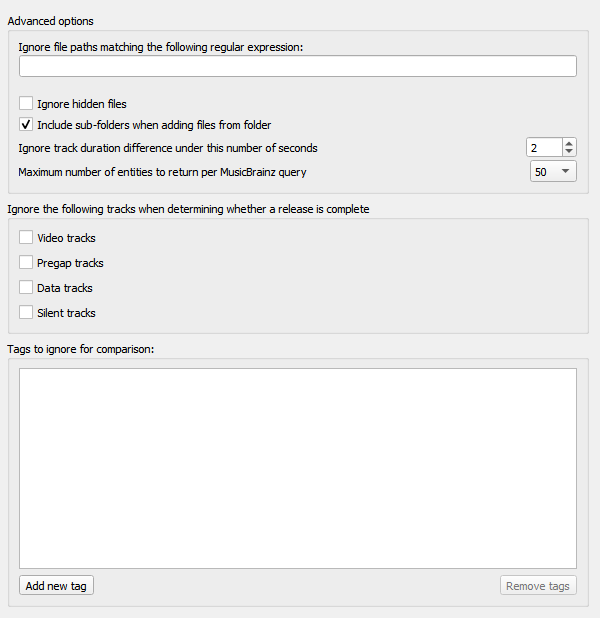 Advanced options
Ignore file paths matching the following regular expression:
Ignore hidden files
Include sub-folders when adding files from folder
Ignore track duration difference under this number of seconds 2
Maximum number of entities to return per MusicBrainz query 50
Ignore the following tracks when determining whether a release is complete
Video tracks
Pregap tracks
Data tracks
Silent tracks
Tags to ignore for comparison:
Add new tag Remove tags